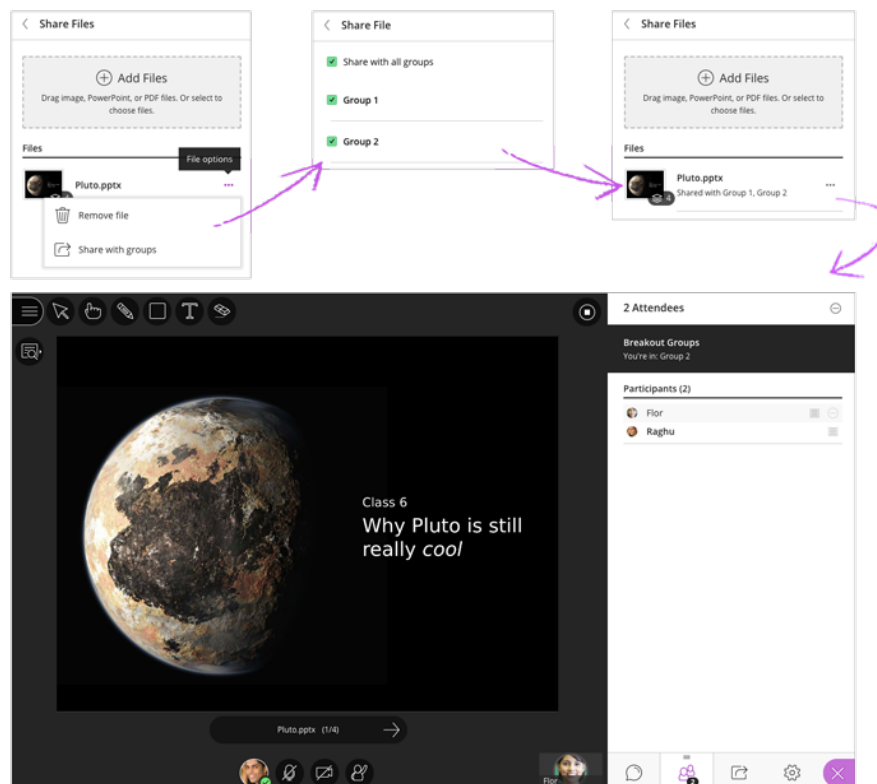 Share Files
Add Files
Drag image, PowerPoint, or PDF files. Or select to
choose files.
Files
File options
Pluto.pptx
Remove file
Share with groups
Share File
Share with all groups
Group 1
Group 2
Share Files
Add Files
Drag image, PowerPoint, or PDF files. Or select to
choose files.
Files
Pluto.pptx
4
Shared with Group 1, Group 2
Class 6
Why Pluto is still
really cool
Pluto.pptx (1/4)
Flor
2 Attendees
Breakout Groups
You're in: Group 2
Participants (2)
Flor
Raghu
2